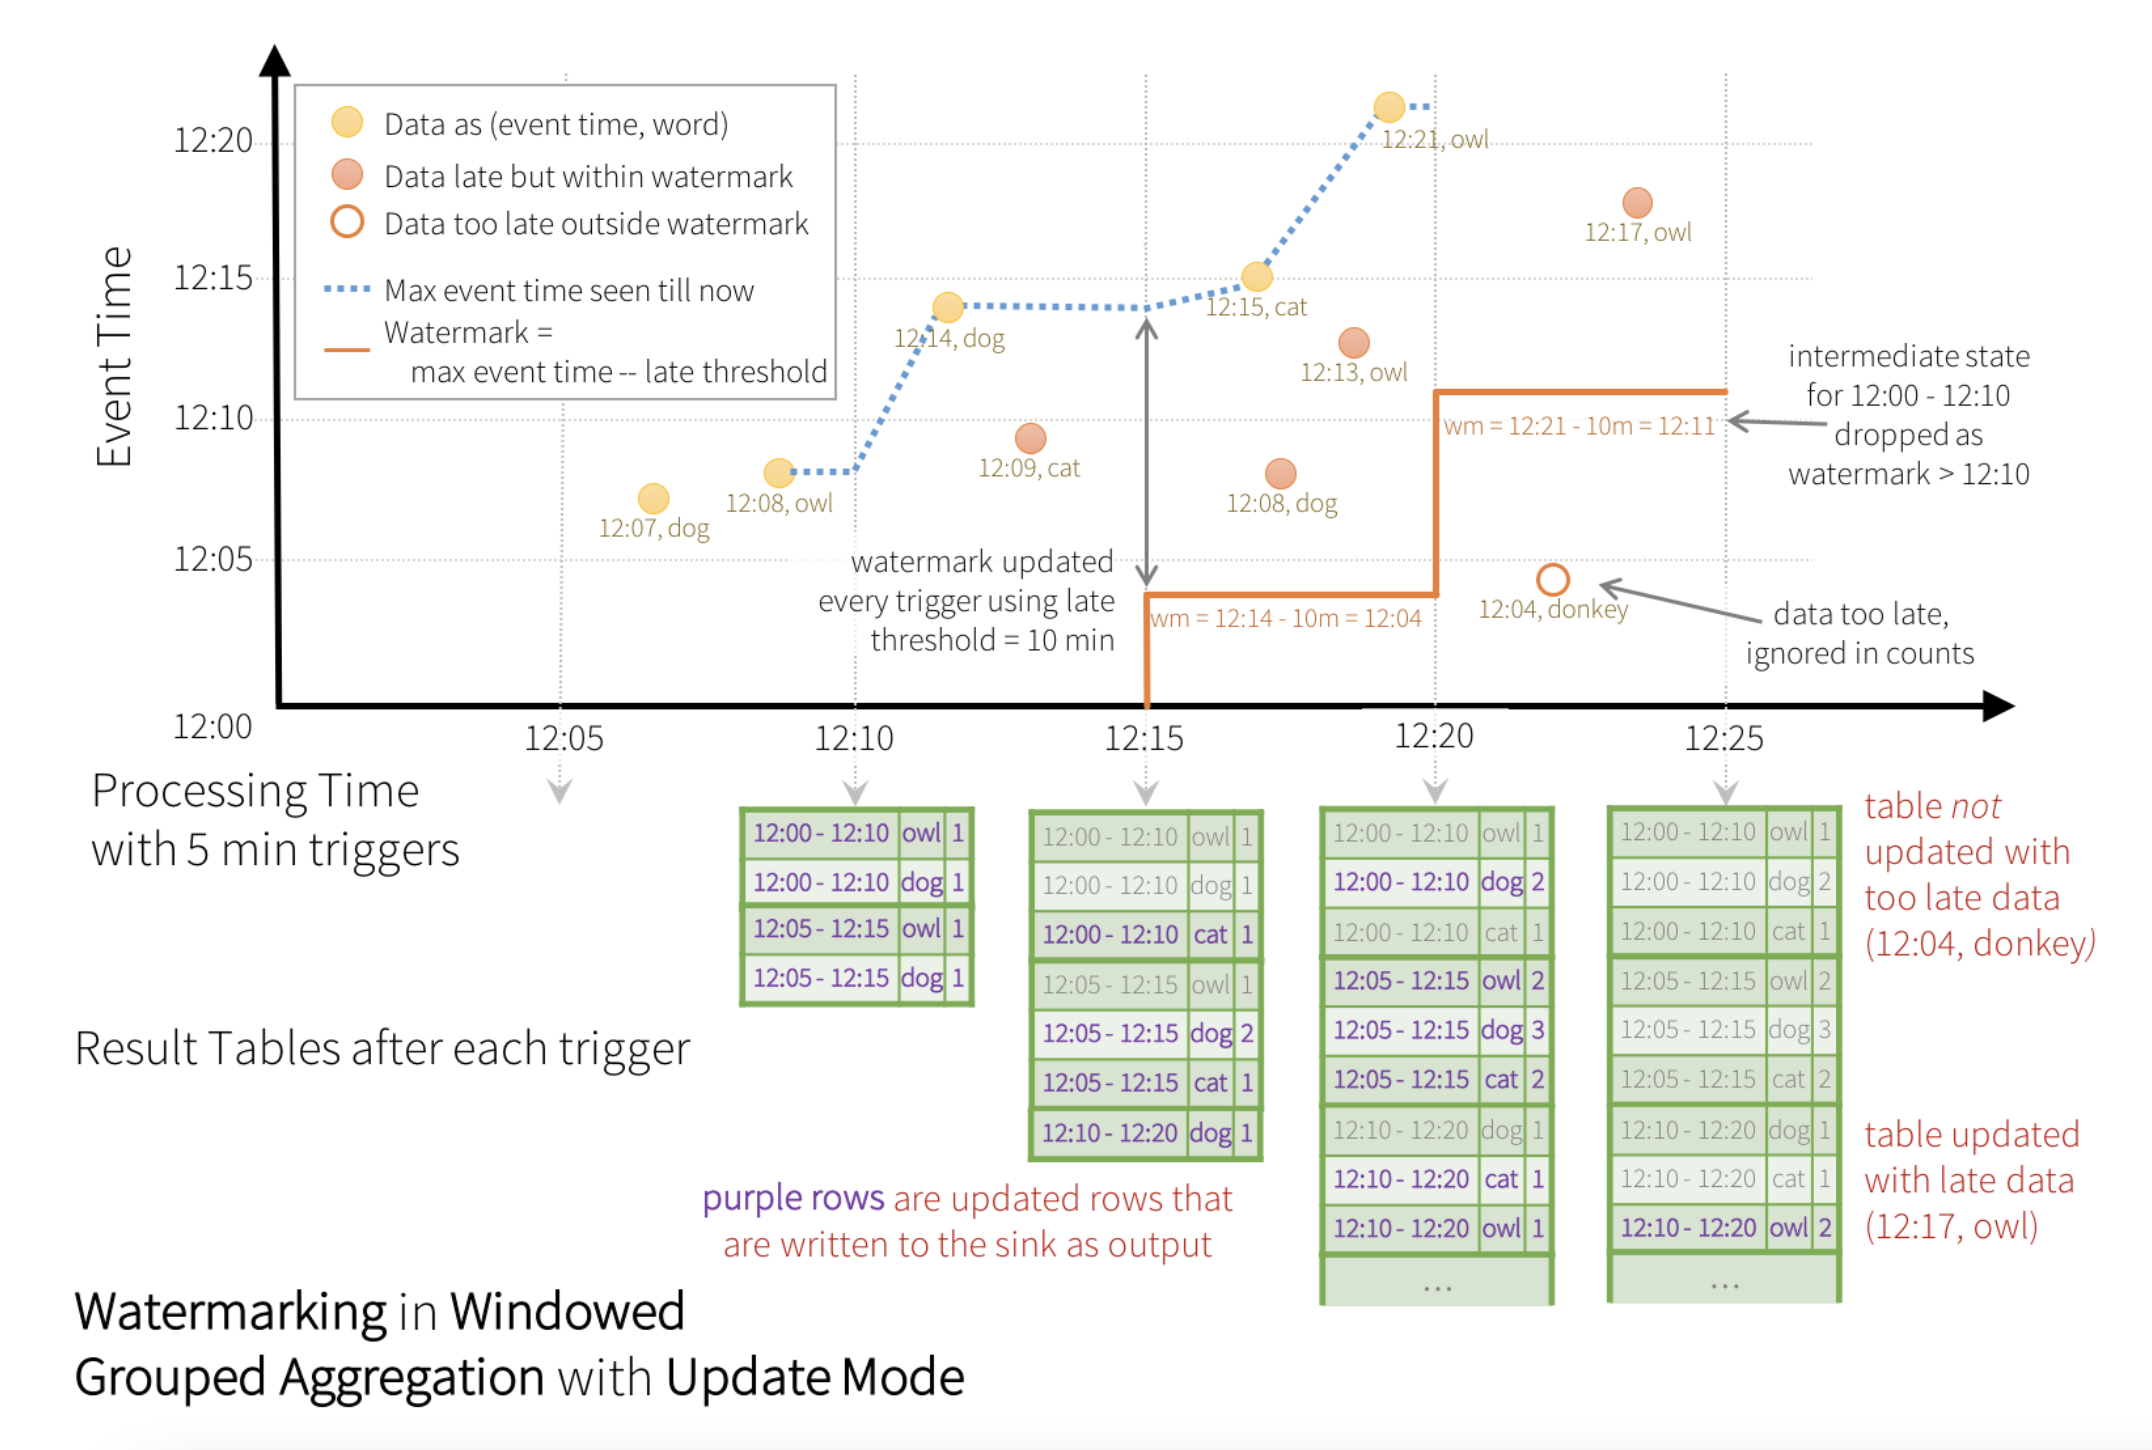 Data as (event time, word)
Data late but within watermark
Data too late outside watermark
Max event time seen till now
Watermark =
max event time -- late threshold
Event Time
12:20
12:15
12:10
12:05
12:00
12:21, owl
12:17, owl
12:15, cat
12:14, dog
12:13, owl
12:09, cat
12:08, dog
12:08, owl
12:07, dog
12:04, donkey
wm = 12:21 - 10m = 12:11
wm = 12:14 - 10m = 12:04
intermediate state
for 12:00 - 12:10
dropped as
watermark > 12:10
watermark updated
every trigger using late
threshold = 10 min
data too late,
ignored in counts
12:05
12:10
12:15
12:20
12:25
Processing Time
with 5 min triggers
Result Tables after each trigger
12:00 - 12:10 owl 1
12:00 - 12:10 dog 1
12:05 - 12:15 owl 1
12:05 - 12:15 dog 1
12:00 - 12:10 owl 1
12:00 - 12:10 dog 1
12:00 - 12:10 cat 1
12:05 - 12:15 owl 1
12:05 - 12:15 dog 2
12:05 - 12:15 cat 1
12:10 - 12:20 dog 1
12:00 - 12:10 owl 1
12:00 - 12:10 dog 2
12:00 - 12:10 cat 1
12:05 - 12:15 owl 2
12:05 - 12:15 dog 3
12:05 - 12:15 cat 2
12:10 - 12:20 dog 1
12:10 - 12:20 cat 1
12:10 - 12:20 owl 1
...
12:00 - 12:10 owl 1
12:00 - 12:10 dog 2
12:00 - 12:10 cat 1
12:05 - 12:15 owl 2
12:05 - 12:15 dog 3
12:05 - 12:15 cat 2
12:10 - 12:20 dog 1
12:10 - 12:20 cat 1
12:10 - 12:20 owl 2
...
table not
updated with
too late data
(12:04, donkey)
table updated
with late data
(12:17, owl)
purple rows are updated rows that
are written to the sink as output
Watermarking in Windowed
Grouped Aggregation with Update Mode